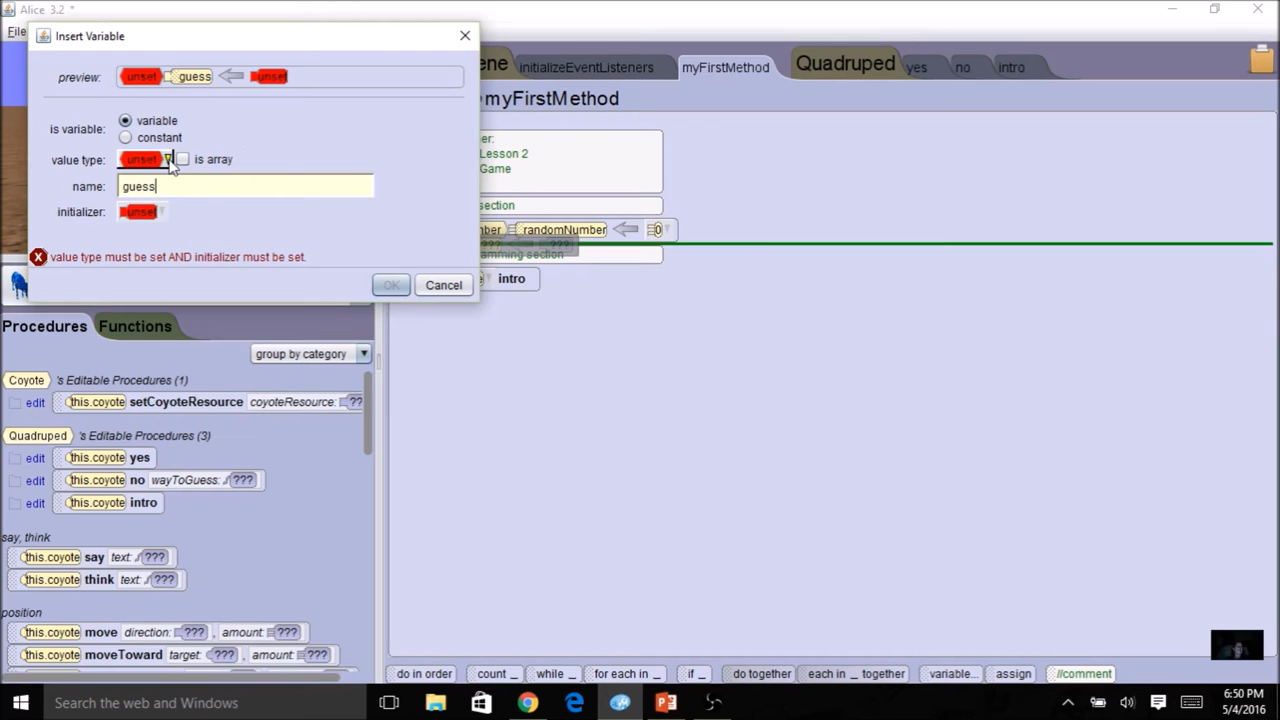 Alice 3.2 *
File
Insert Variable
preview: unset guess unset
is variable: variable
constant
value type: unset is array
name: guess
initializer: unset
value type must be set AND initializer must be set.
OK Cancel
ene initializeEventListeners myFirstMethod Quadruped yes no intro
myFirstMethod
er:
Lesson 2
Game
section
nber randomNumber 0
??? ???
amming section
intro
Procedures Functions
group by category
Coyote 's Editable Procedures (1)
edit this.coyote setCoyoteResource coyoteResource: ??
Quadruped 's Editable Procedures (3)
edit this.coyote yes
edit this.coyote no wayToGuess: ???
edit this.coyote intro
say, think
this.coyote say text: ???
this.coyote think text: ???
position
this.coyote move direction: ??? , amount: ???
this.coyote moveToward target: ??? , amount: ???
do in order count _ while _ for each in _ if _ do together each in _ together variable... assign //comment
Search the web and Windows
6:50 PM
5/4/2016